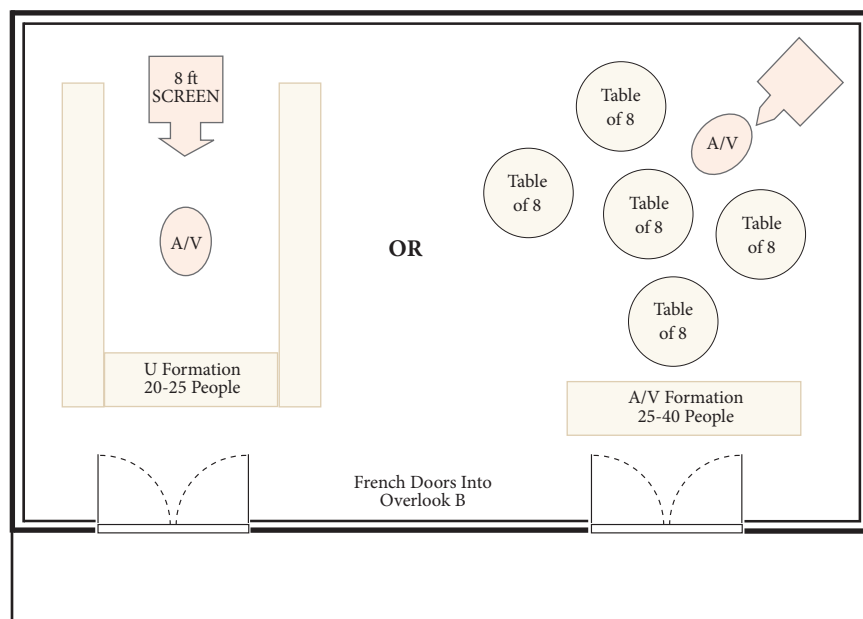 8 ft
SCREEN
A/V
U Formation
20-25 People
OR
Table
of 8
A/V
Table
of 8
Table
of 8
Table
of 8
Table
of 8
A/V Formation
25-40 People
French Doors Into
Overlook B